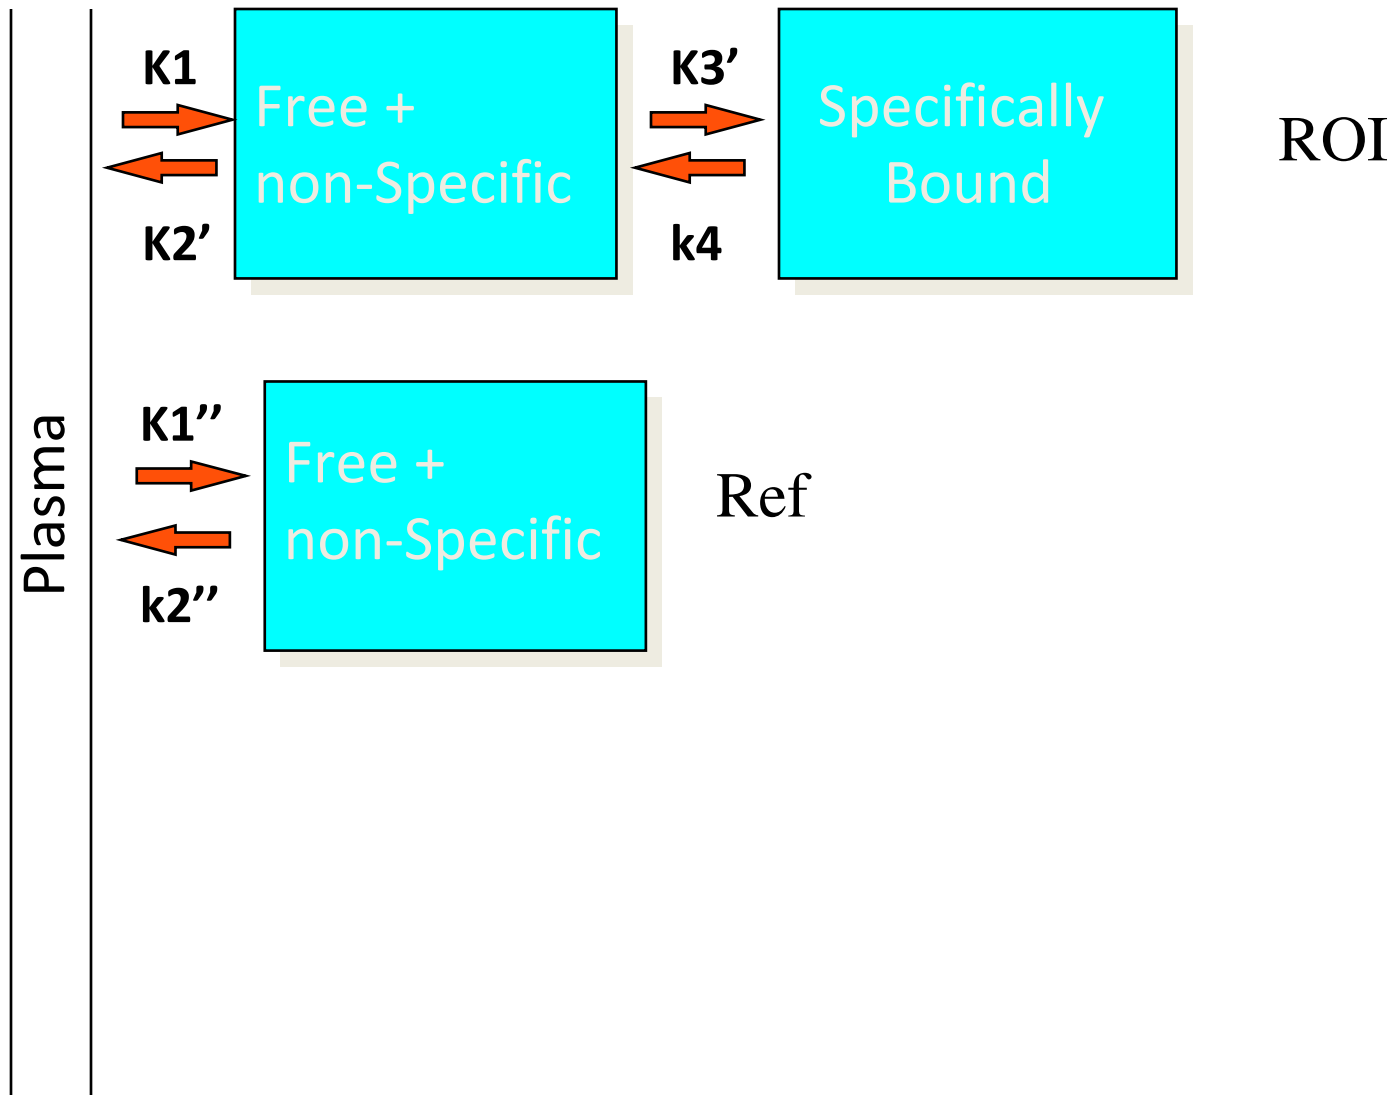 K1
K2’
Free +
non-Specific
K3’
k4
Specifically
Bound
ROI
Plasma
K1’’
k2’’
Free +
non-Specific
Ref